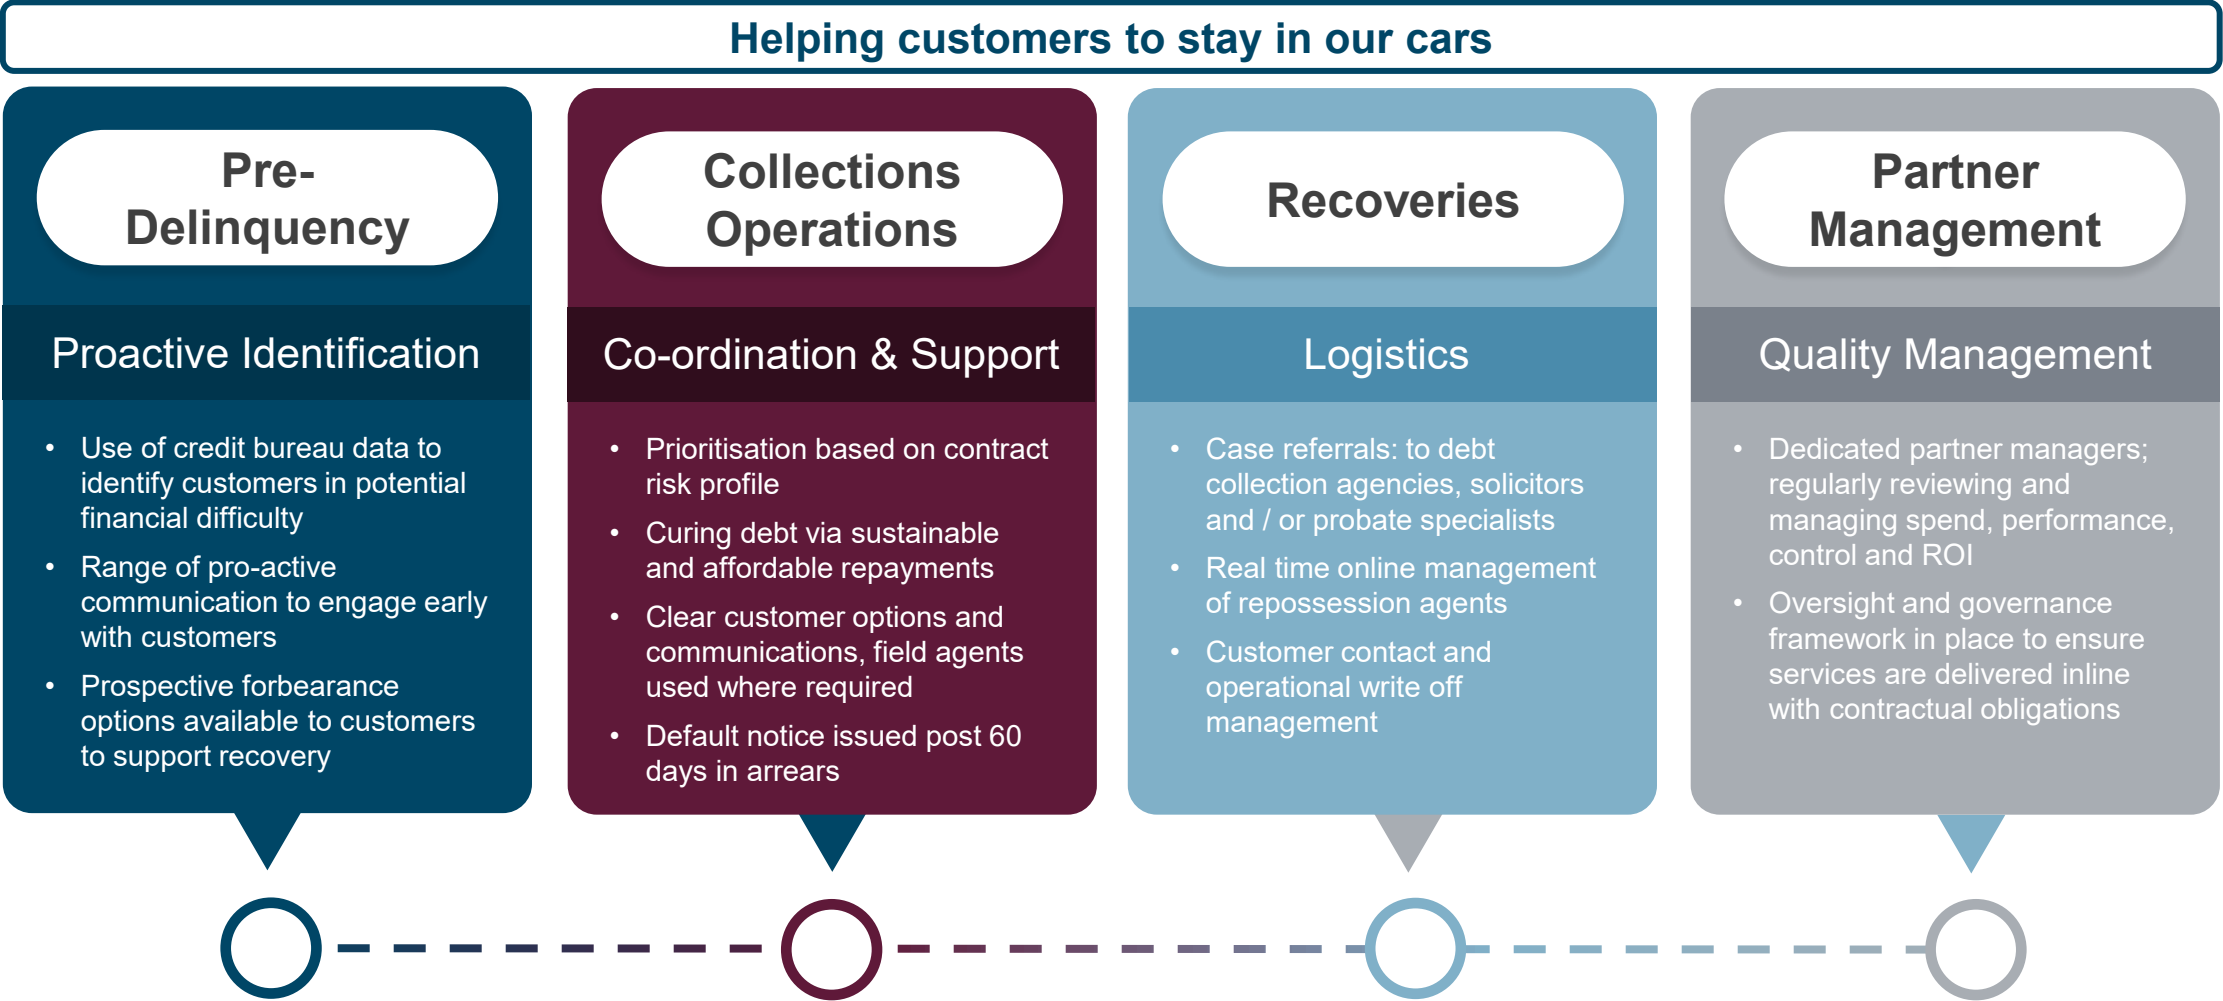 Helping customers to stay in our cars
Pre-
Delinquency
Proactive Identification
• Use of credit bureau data to
identify customers in potential
financial difficulty
• Range of pro-active
communication to engage early
with customers
• Prospective forbearance
options available to customers
to support recovery
Collections
Operations
Co-ordination & Support
• Prioritisation based on contract
risk profile
• Curing debt via sustainable
and affordable repayments
• Clear customer options and
communications, field agents
used where required
• Default notice issued post 60
days in arrears
Recoveries
Logistics
• Case referrals: to debt
collection agencies, solicitors
and / or probate specialists
• Real time online management
of repossession agents
• Customer contact and
operational write off
management
Partner
Management
Quality Management
• Dedicated partner managers;
regularly reviewing and
managing spend, performance,
control and ROI
• Oversight and governance
framework in place to ensure
services are delivered inline
with contractual obligations